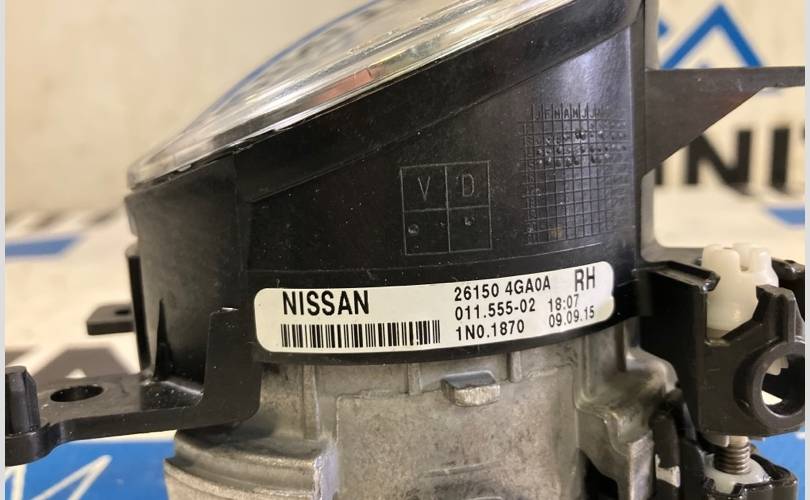 V D
J F M A M J J
NISSAN
26150 4GA0A RH
011.555-02 18:07
1N0.1870 09.09.15